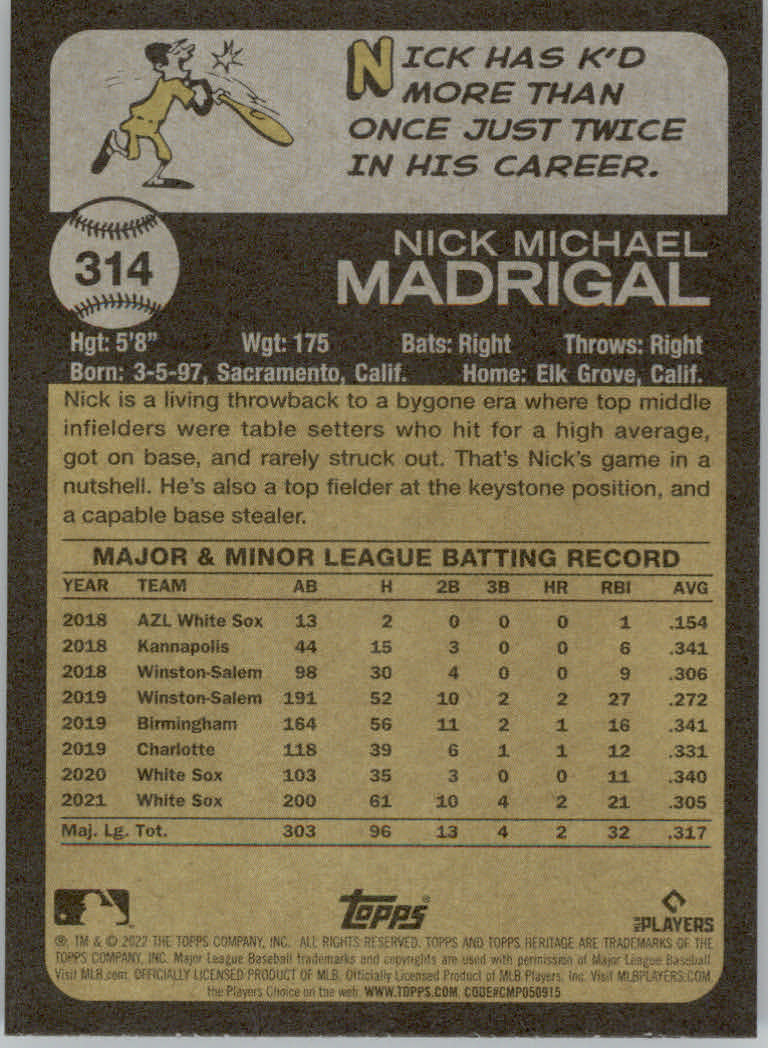 NICK HAS K'D
MORE THAN
ONCE JUST TWICE
IN HIS CAREER.
314
NICK MICHAEL
MADRIGAL
Hgt: 5'8" Wgt: 175 Bats: Right Throws: Right
Born: 3-5-97, Sacramento, Calif. Home: Elk Grove, Calif.
Nick is a living throwback to a bygone era where top middle
infielders were table setters who hit for a high average,
got on base, and rarely struck out. That's Nick's game in a
nutshell. He's also a top fielder at the keystone position, and
a capable base stealer.
MAJOR & MINOR LEAGUE BATTING RECORD
YEAR TEAM AB H 2B 3B HR RBI AVG
2018 AZL White Sox 13 2 0 0 0 1 .154
2018 Kannapolis 44 15 3 0 0 6 .341
2018 Winston-Salem 98 30 4 0 0 9 .306
2019 Winston-Salem 191 52 10 2 2 27 .272
2019 Birmingham 164 56 11 2 1 16 .341
2019 Charlotte 118 39 6 1 1 12 .331
2020 White Sox 103 35 3 0 0 11 .340
2021 White Sox 200 61 10 4 2 21 .305
Maj. Lg. Tot. 303 96 13 4 2 32 .317
Topps® MLB PLAYERS
®, TM & © 2022 THE TOPPS COMPANY, INC. ALL RIGHTS RESERVED. TOPPS AND TOPPS HERITAGE ARE TRADEMARKS OF THE
TOPPS COMPANY, INC. Major League Baseball trademarks and copyrights are used with permission of Major League Baseball.
Visit MLB.com. OFFICIALLY LICENSED PRODUCT OF MLB. Officially Licensed Product of MLB Players, Inc. Visit MLBPLAYERS.COM,
the Players Choice on the web. WWW.TOPPS.COM CODE#CMP050915